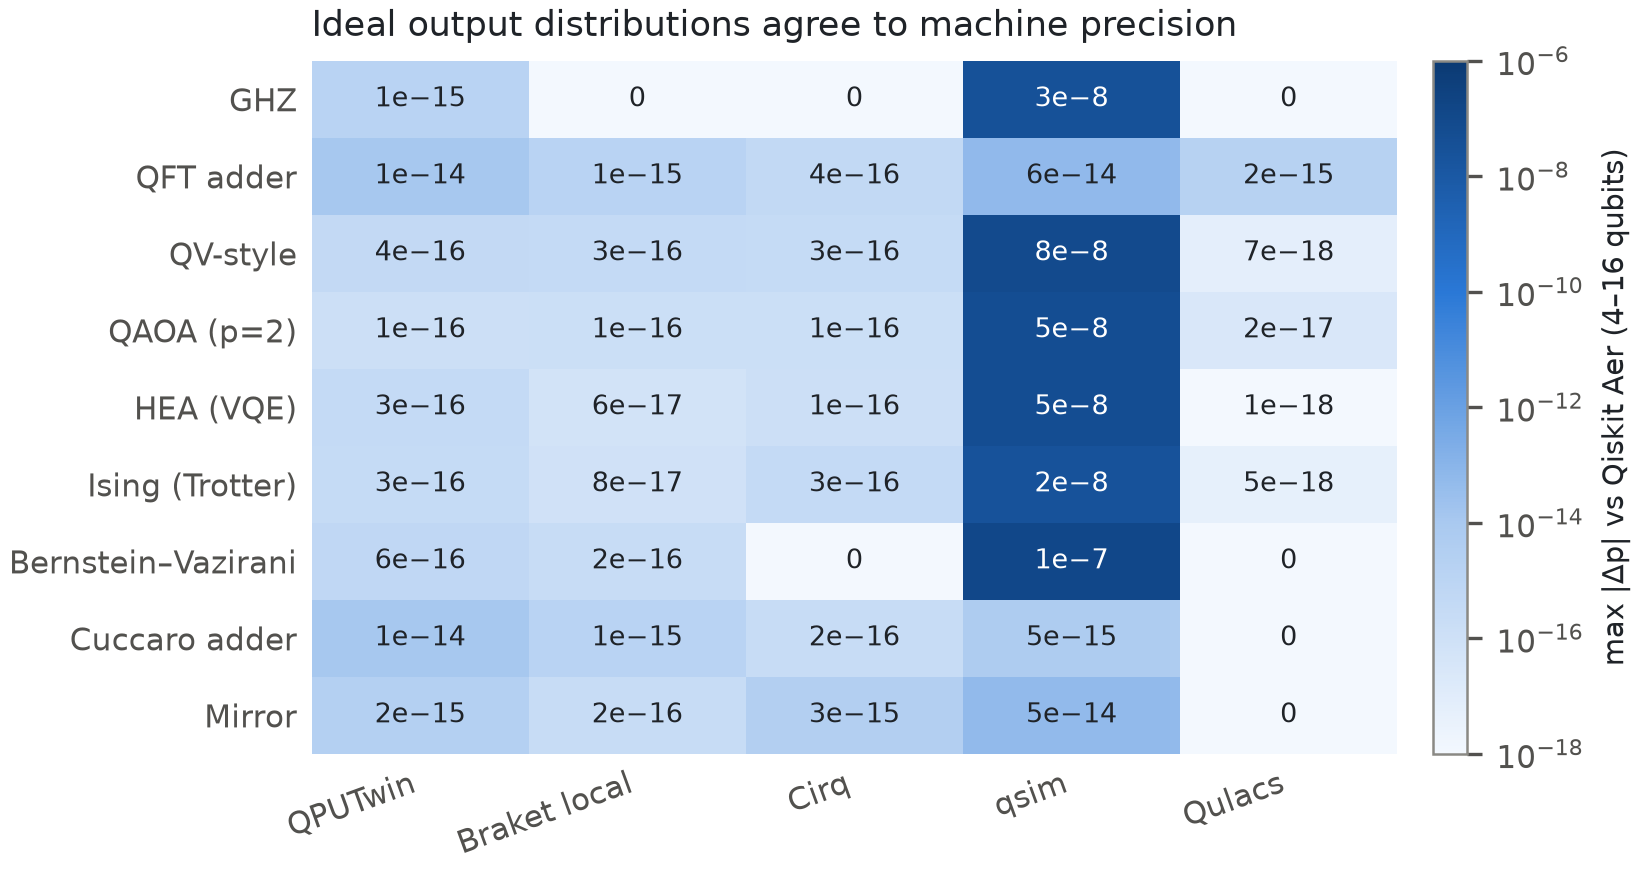 Ideal output distributions agree to machine precision
GHZ 1e−15 0 0 3e−8 0
QFT adder 1e−14 1e−15 4e−16 6e−14 2e−15
QV-style 4e−16 3e−16 3e−16 8e−8 7e−18
QAOA (p=2) 1e−16 1e−16 1e−16 5e−8 2e−17
HEA (VQE) 3e−16 6e−17 1e−16 5e−8 1e−18
Ising (Trotter) 3e−16 8e−17 3e−16 2e−8 5e−18
Bernstein–Vazirani 6e−16 2e−16 0 1e−7 0
Cuccaro adder 1e−14 1e−15 2e−16 5e−15 0
Mirror 2e−15 2e−16 3e−15 5e−14 0
QPUTwin Braket local Cirq qsim Qulacs
10⁻⁶
10⁻⁸
10⁻¹⁰
10⁻¹²
10⁻¹⁴
10⁻¹⁶
10⁻¹⁸
max |Δp| vs Qiskit Aer (4–16 qubits)